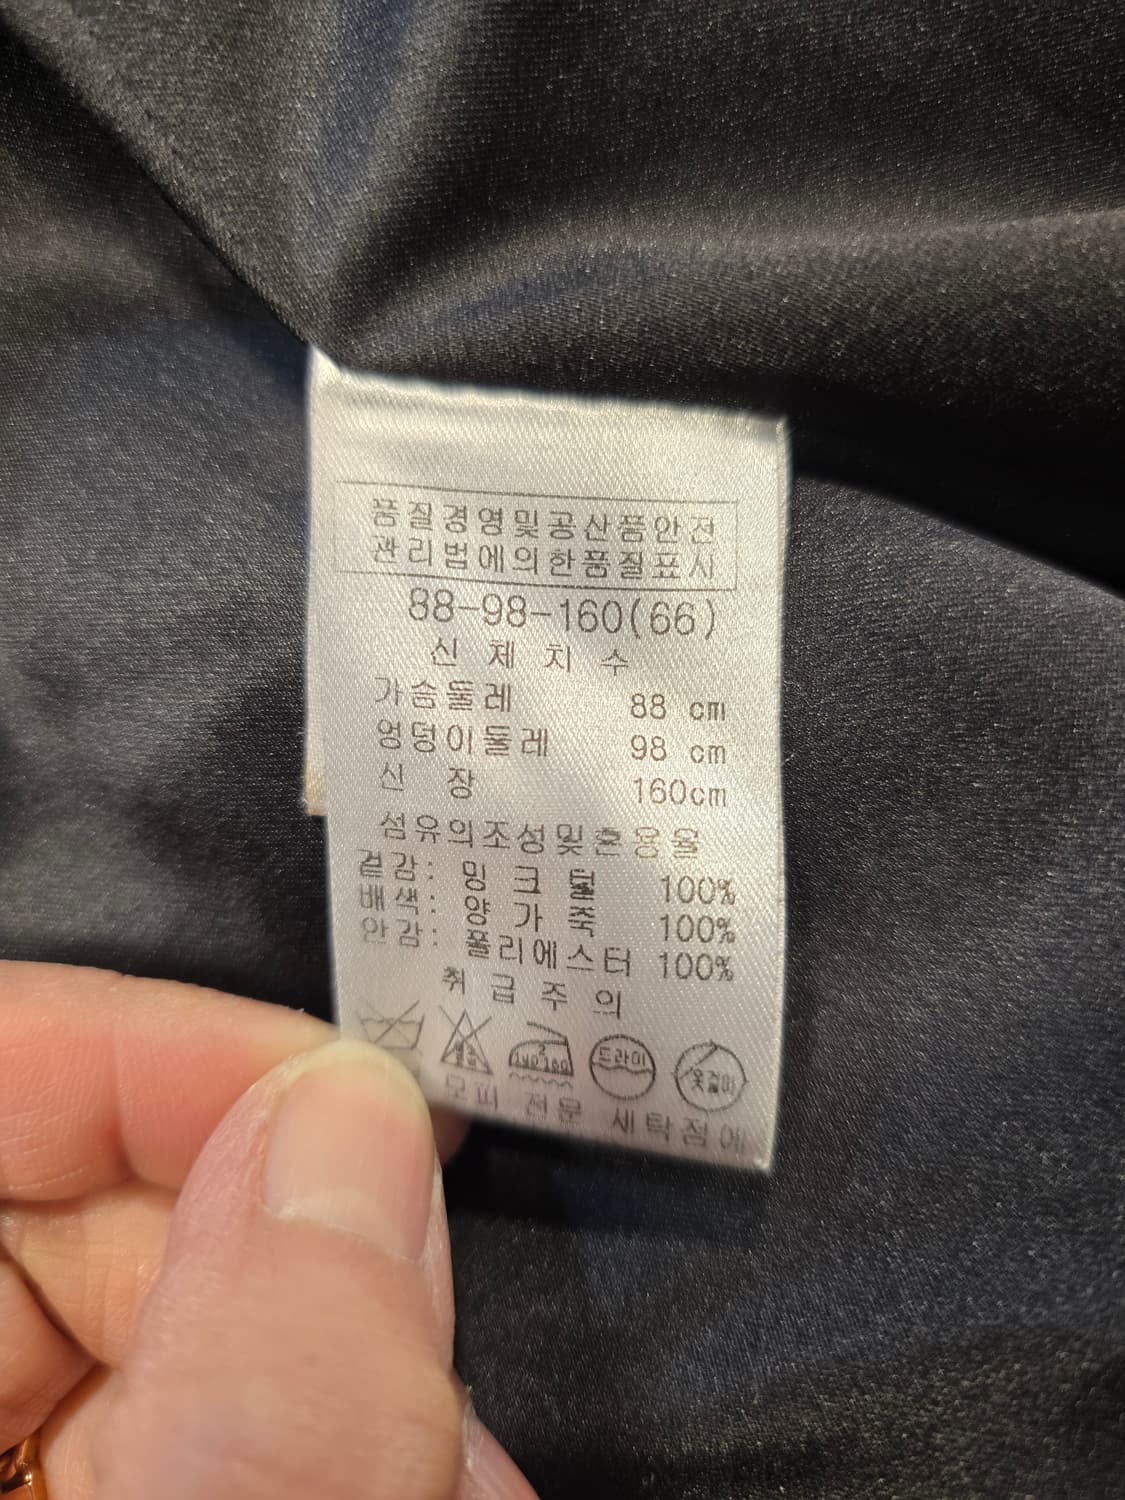 품질경영및공산품안전
관리법에의한품질표시
88-98-160(66)
신 체 치 수
가슴둘레 88 cm
엉덩이둘레 98 cm
신 장 160cm
섬유의조성및혼용율
겉감: 밍 크 털 100%
배색: 양 가 죽 100%
안감: 폴리에스터 100%
취 급 주 의
드라이
옷걸이
모피 전문 세탁점에